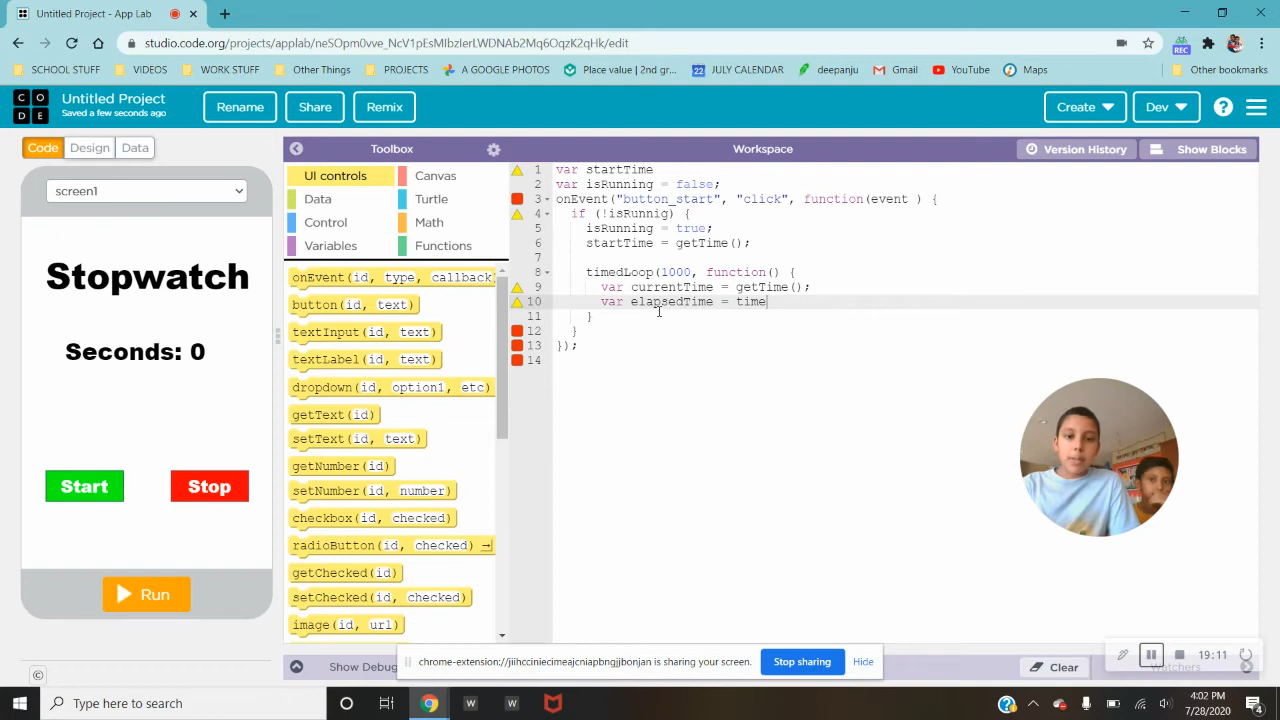 Untitled Project - App Lab
studio.code.org/projects/applab/neSOpm0vve_NcV1pEsMIbzIerLWDNAb2Mq6OqzK2qHk/edit
REC
SCHOOL STUFF
VIDEOS
WORK STUFF
Other Things
PROJECTS
A GOOGLE PHOTOS
Place value | 2nd gr...
22
JULY CALENDAR
deepanju
Gmail
YouTube
Maps
Other bookmarks
C O
D E
Untitled Project
Saved a few seconds ago
Rename
Share
Remix
Create
Dev
?
Code
Design
Data
Toolbox
Workspace
Version History
Show Blocks
screen1
Stopwatch
Seconds: 0
Start
Stop
Run
UI controls
Canvas
Data
Turtle
Control
Math
Variables
Functions
onEvent(id, type, callback)
button(id, text)
textInput(id, text)
textLabel(id, text)
dropdown(id, option1, etc)
getText(id)
setText(id, text)
getNumber(id)
setNumber(id, number)
checkbox(id, checked)
radioButton(id, checked)
getChecked(id)
setChecked(id, checked)
image(id, url)
1 var startTime
2 var isRunning = false;
3 onEvent("button_start", "click", function(event ) {
4 if (!isRunnig) {
5 isRunning = true;
6 startTime = getTime();
7
8 timedLoop(1000, function() {
9 var currentTime = getTime();
10 var elapsedTime = time
11 }
12 }
13 });
14
©
Show Debug
chrome-extension://jiihcciniecimeajcniapbngjjbonjan is sharing your screen.
Stop sharing
Hide
Clear
Watchers
19:11
Type here to search
W
W
4:02 PM
7/28/2020
4